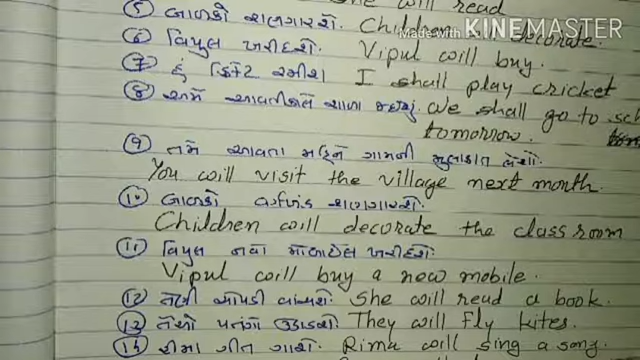 will read
⑤ બાળકો શણગારશે. Children will decorate.
Made with KINEMASTER
⑥ વિપુલ ખરીદશે. Vipul will buy.
⑦ હું ક્રિકેટ રમીશ I shall play cricket
⑧ અમે આવતીકાલે શાળા જઈશું. We shall go to sch
tomorrow.
⑨ તમે આવતા મહિને ગામની મુલાકાત લેશો.
You will visit the village next month.
⑩ બાળકો વર્ગખંડ શણગારશે.
Children will decorate the class room
⑪ વિપુલ નવો મોબાઈલ ખરીદશે.
Vipul will buy a new mobile.
⑫ તેણી ચોપડી વાંચશે. She will read a book.
⑬ તેઓ પતંગો ઉડાડશે. They will fly kites.
⑭ રીમા ગીત ગાશે. Rima will sing a song.